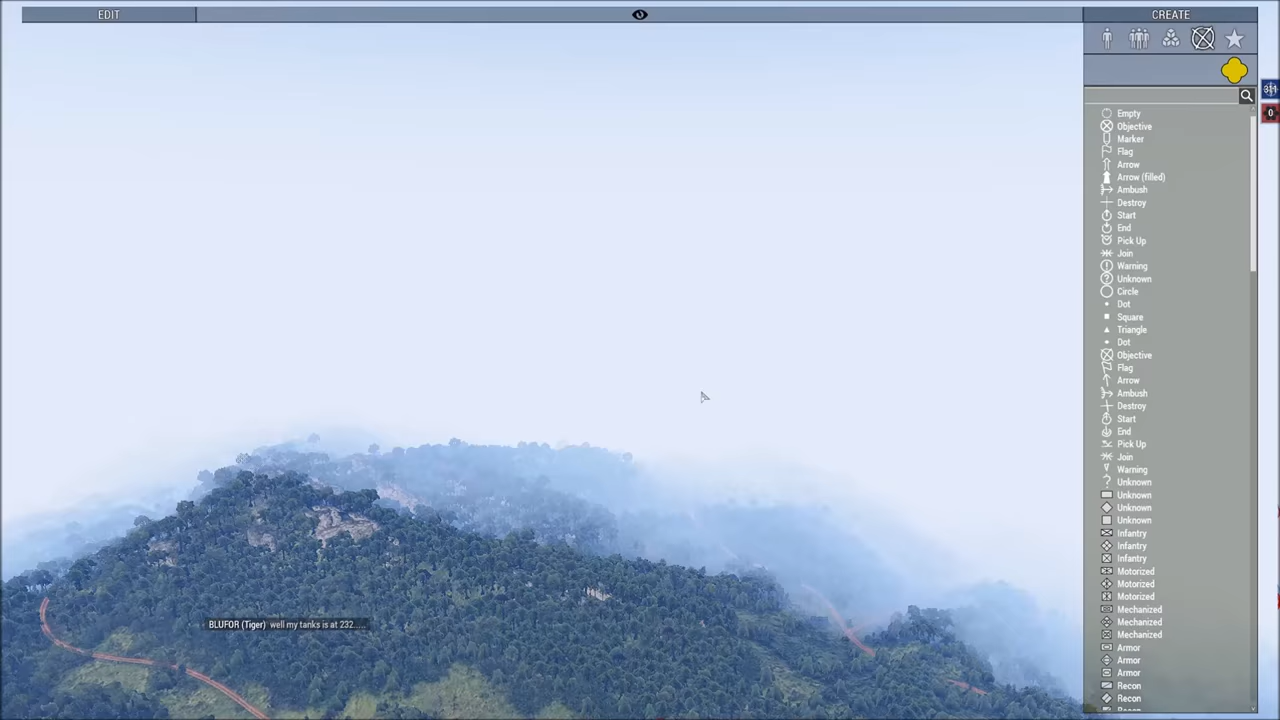 EDIT
CREATE
311
0
Empty
Objective
Marker
Flag
Arrow
Arrow (filled)
Ambush
Destroy
Start
End
Pick Up
Join
Warning
Unknown
Circle
Dot
Square
Triangle
Dot
Objective
Flag
Arrow
Ambush
Destroy
Start
End
Pick Up
Join
Warning
Unknown
Unknown
Unknown
Unknown
Infantry
Infantry
Infantry
Motorized
Motorized
Motorized
Mechanized
Mechanized
Mechanized
Armor
Armor
Armor
Recon
Recon
Recon
BLUFOR (Tiger) well my tanks is at 232.....